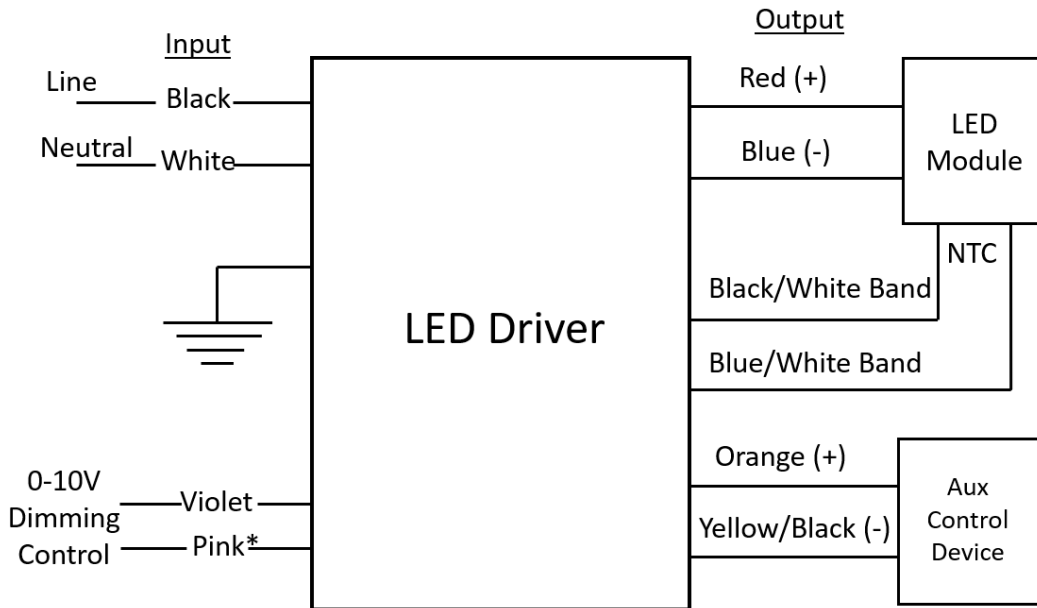 Input
Output
Line
Black
Neutral
White
0-10V
Dimming
Control
Violet
Pink*
LED Driver
Red (+)
Blue (-)
LED
Module
NTC
Black/White Band
Blue/White Band
Orange (+)
Yellow/Black (-)
Aux
Control
Device